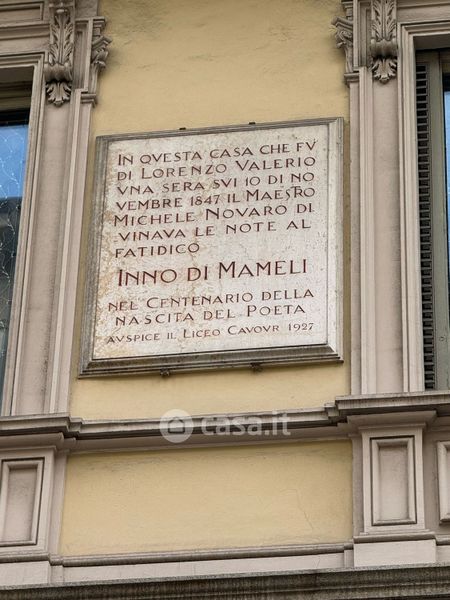 IN QVESTA CASA CHE FV
DI LORENZO VALERIO
VNA SERA SVI 10 DI NO
VEMBRE 1847 IL MAESTRO
MICHELE NOVARO DI
VINAVA LE NOTE AL
FATIDICO
INNO DI MAMELI
NEL CENTENARIO DELLA
NASCITA DEL POETA
AVSPICE IL LICEO CAVOVR 1927
casa.it